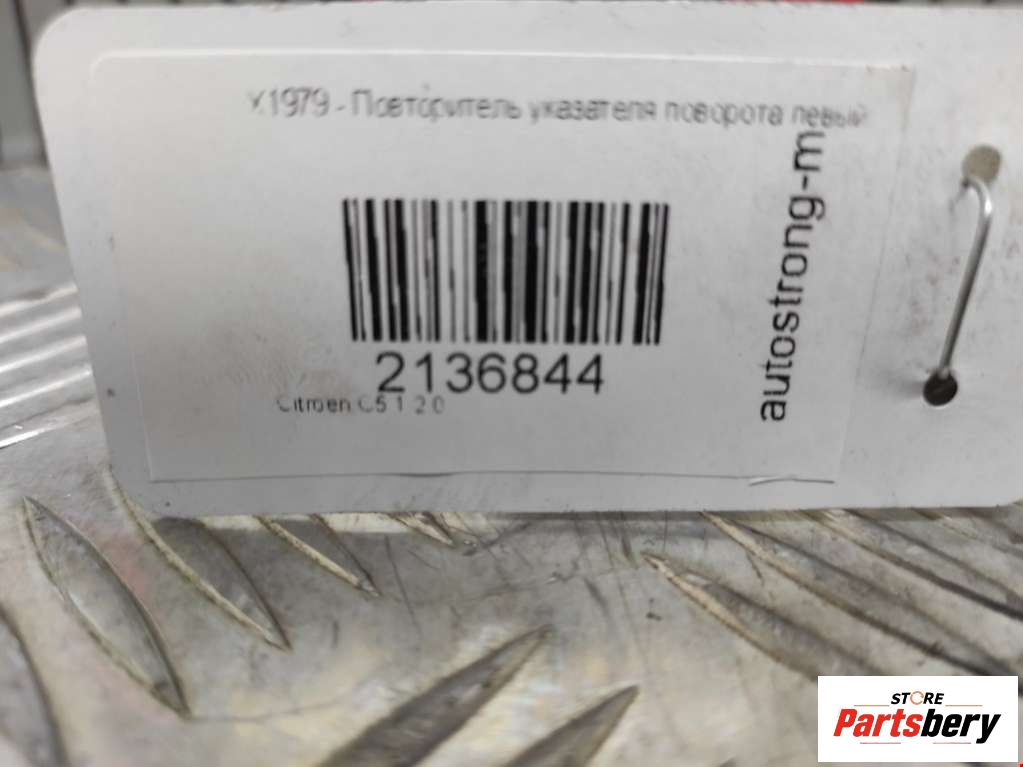 X1979 - Повторитель указателя поворота левый
2136844
Citroen C5 1 2.0
autostrong-m
STORE
Partsbery